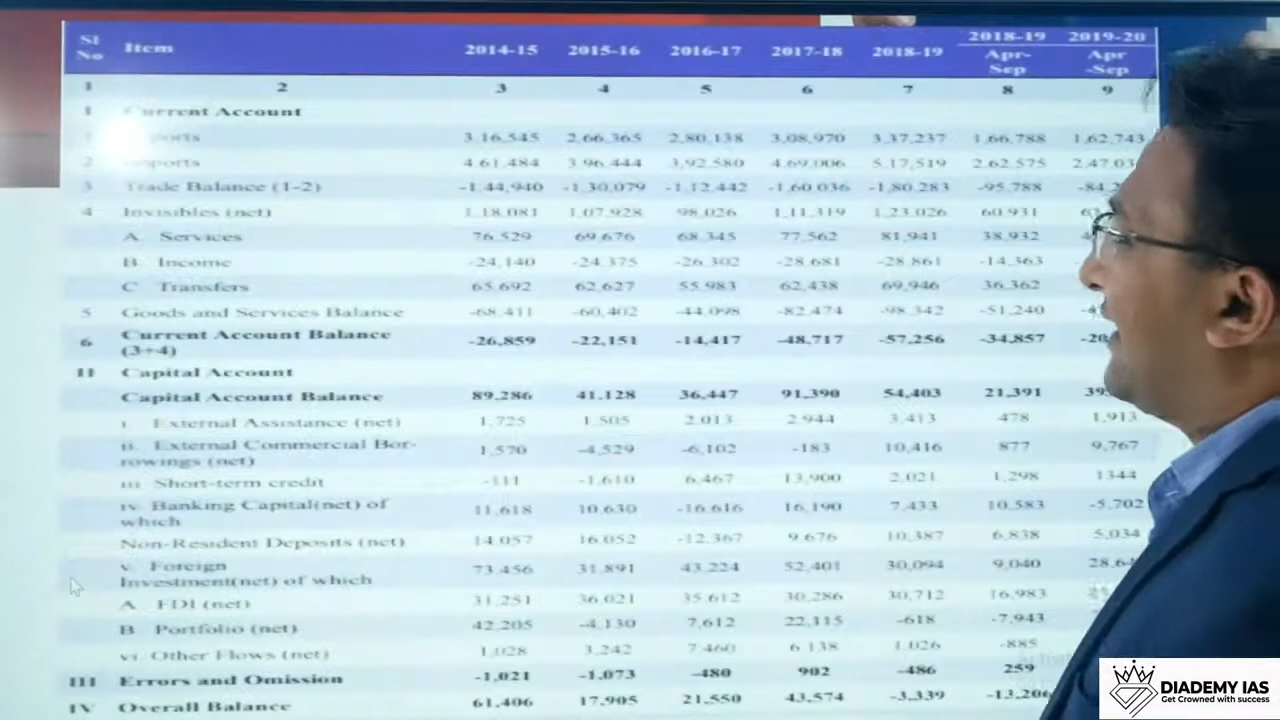 Sl No Item 2014-15 2015-16 2016-17 2017-18 2018-19 2018-19 Apr-Sep 2019-20 Apr-Sep
1 2 3 4 5 6 7 8 9
I Current Account
ports 3,16,545 2,66,365 2,80,138 3,08,970 3,37,237 1,66,788 1,62,743
2 ports 4,61,484 3,96,444 3,92,580 4,69,006 5,17,519 2,62,575 2,47,03
3 Trade Balance (1-2) -1,44,940 -1,30,079 -1,12,442 -1,60,036 -1,80,283 -95,788 -84,2
4 Invisibles (net) 1,18,081 1,07,928 98,026 1,11,319 1,23,026 60,931
A. Services 76,529 69,676 68,345 77,562 81,941 38,932
B. Income -24,140 -24,375 -26,302 -28,681 -28,861 -14,363
C Transfers 65,692 62,627 55,983 62,438 69,946 36,362
5 Goods and Services Balance -68,411 -60,402 -44,098 -82,474 -98,342 -51,240
6 Current Account Balance (3+4) -26,859 -22,151 -14,417 -48,717 -57,256 -34,857 -20
II Capital Account
Capital Account Balance 89,286 41,128 36,447 91,390 54,403 21,391 39
i. External Assistance (net) 1,725 1,505 2,013 2,944 3,413 478 1,913
ii. External Commercial Bor-
rowings (net) 1,570 -4,529 -6,102 -183 10,416 877 9,767
iii Short-term credit -111 -1,610 6,467 13,900 2,021 1,298 1344
iv. Banking Capital(net) of
which 11,618 10,630 -16,616 16,190 7,433 10,583 -5,702
Non-Resident Deposits (net) 14,057 16,052 -12,367 9,676 10,387 6,838 5,034
v. Foreign
Investment(net) of which 73,456 31,891 43,224 52,401 30,094 9,040 28,64
A. FDI (net) 31,251 36,021 35,612 30,286 30,712 16,983
B. Portfolio (net) 42,205 -4,130 7,612 22,115 -618 -7,943
vi. Other Flows (net) 1,028 3,242 7,460 6,138 1,026 -885
III Errors and Omission -1,021 -1,073 -480 902 -486 259
IV Overall Balance 61,406 17,905 21,550 43,574 -3,339 -13,206
DIADEMY IAS
Get Crowned with success